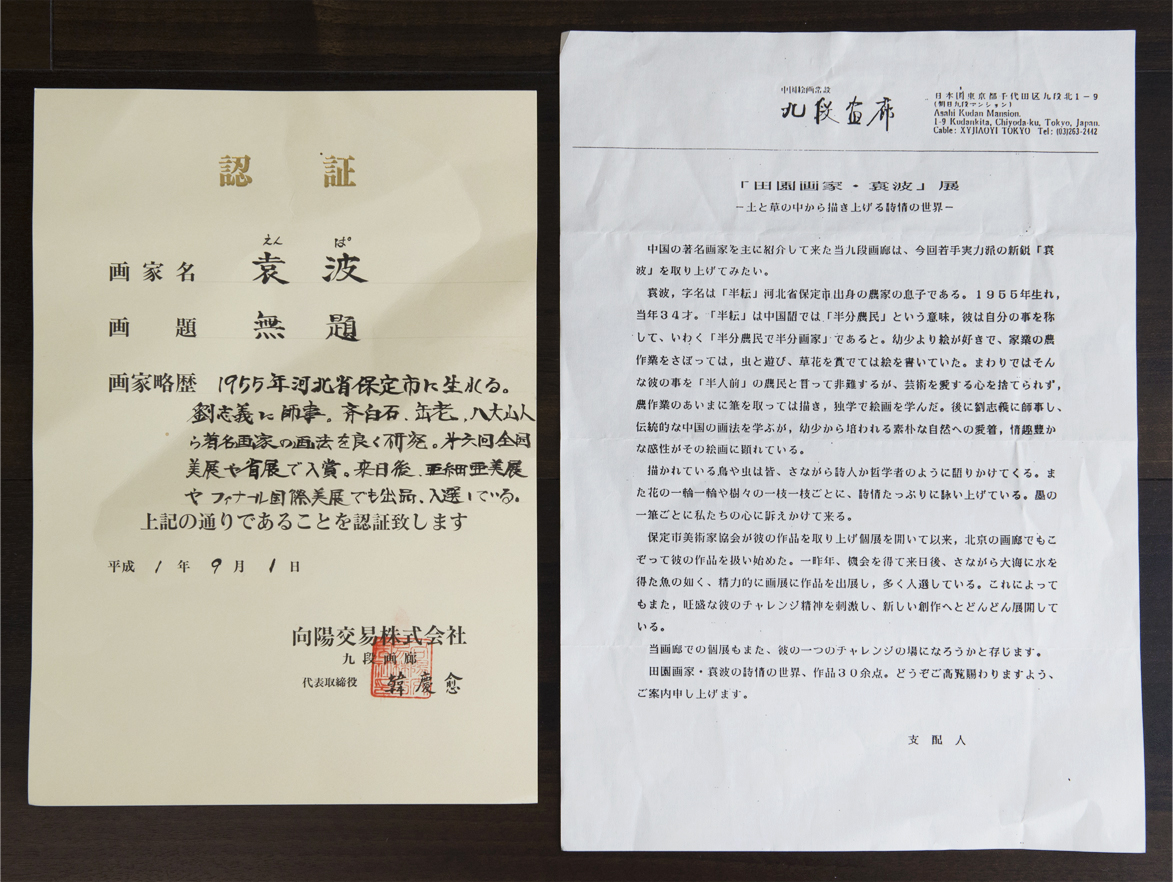 認 証
えん ぱ
画家名 袁波
画題 無題
画家略歴 1955年河北省保定市に生れる。
劉志義に師事。斉白石、缶老、八大山人
ら著名画家の画法を良く研究。第六回全国
美展や省展で入賞。来日後、亜細亜美展
やフィナール国際美展でも出品、入選している。
上記の通りであることを認証致します
平成 1 年 9 月 1 日
向陽交易株式会社
九段画廊
代表取締役 韓慶愈
中国絵画常設
九段画廊
日本国東京都千代田区九段北1-9
(朝日九段マンション)
Asahi Kudan Mansion.
1-9 Kudankita, Chiyoda-ku, Tokyo, Japan.
Cable: XYJIAOYI TOKYO Tel: (03)263-2442
「田園画家・袁波」展
-土と草の中から描き上げる詩情の世界-
中国の著名画家を主に紹介して来た当九段画廊は、今回若手実力派の新鋭「袁
波」を取り上げてみたい。
袁波,字名は「半耘」河北省保定市出身の農家の息子である。1955年生れ,
当年34才。「半耘」は中国語では「半分農民」という意味,彼は自分の事を称
して、いわく「半分農民で半分画家」であると。幼少より絵が好きで、家業の農
作業をさぼっては,虫と遊び、草花を賞でては絵を書いていた。まわりではそん
な彼の事を「半人前」の農民と言って非難するが、芸術を愛する心を捨てられず,
農作業のあいまに筆を取っては描き,独学で絵画を学んだ。後に劉志義に師事し、
伝統的な中国の画法を学ぶが,幼少から培われる素朴な自然への愛着,情趣豊か
な感性がその絵画に顕れている。
描かれている鳥や虫は皆、さながら詩人か哲学者のように語りかけてくる。ま
た花の一輪一輪や樹々の一枝一枝ごとに、詩情たっぷりに詠い上げている。墨の
一筆ごとに私たちの心に訴えかけて来る。
保定市美術家協会が彼の作品を取り上げ個展を開いて以来,北京の画廊でもこ
ぞって彼の作品を扱い始めた。一昨年、機会を得て来日後、さながら大海に水を
得た魚の如く、精力的に画展に作品を出展し,多く入選している。これによって
もまた,旺盛な彼のチャレンジ精神を刺激し、新しい創作へとどんどん展開して
いる。
当画廊での個展もまた、彼の一つのチャレンジの場になろうかと存じます。
田園画家・袁波の詩情の世界、作品30余点。どうぞご高覧賜わりますよう、
ご案内申し上げます。
支配人